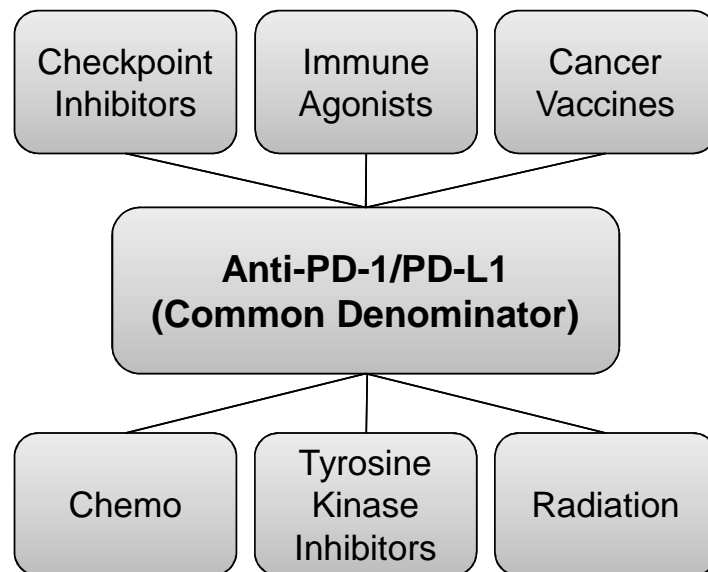 Checkpoint
Inhibitors
Immune
Agonists
Cancer
Vaccines
Anti-PD-1/PD-L1
(Common Denominator)
Chemo
Tyrosine
Kinase
Inhibitors
Radiation